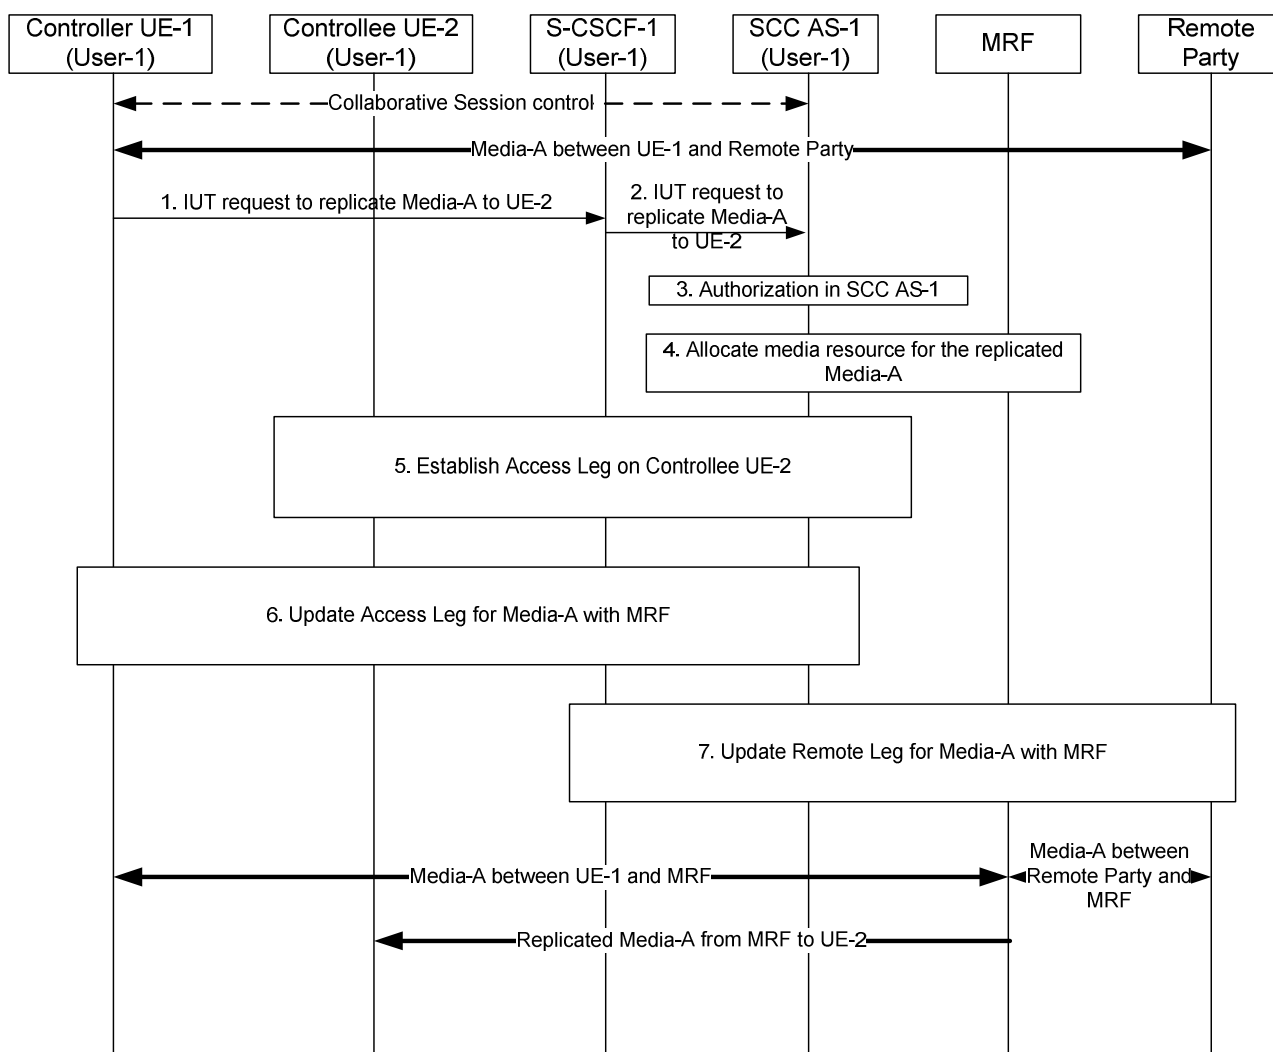 Controller UE-1
(User-1)
Controllee UE-2
(User-1)
S-CSCF-1
(User-1)
SCC AS-1
(User-1)
MRF
Remote
Party
Collaborative Session control
Media-A between UE-1 and Remote Party
1. IUT request to replicate Media-A to UE-2
2. IUT request to
replicate Media-A
to UE-2
3. Authorization in SCC AS-1
4. Allocate media resource for the replicated
Media-A
5. Establish Access Leg on Controllee UE-2
6. Update Access Leg for Media-A with MRF
7. Update Remote Leg for Media-A with MRF
Media-A between UE-1 and MRF
Media-A between
Remote Party and
MRF
Replicated Media-A from MRF to UE-2